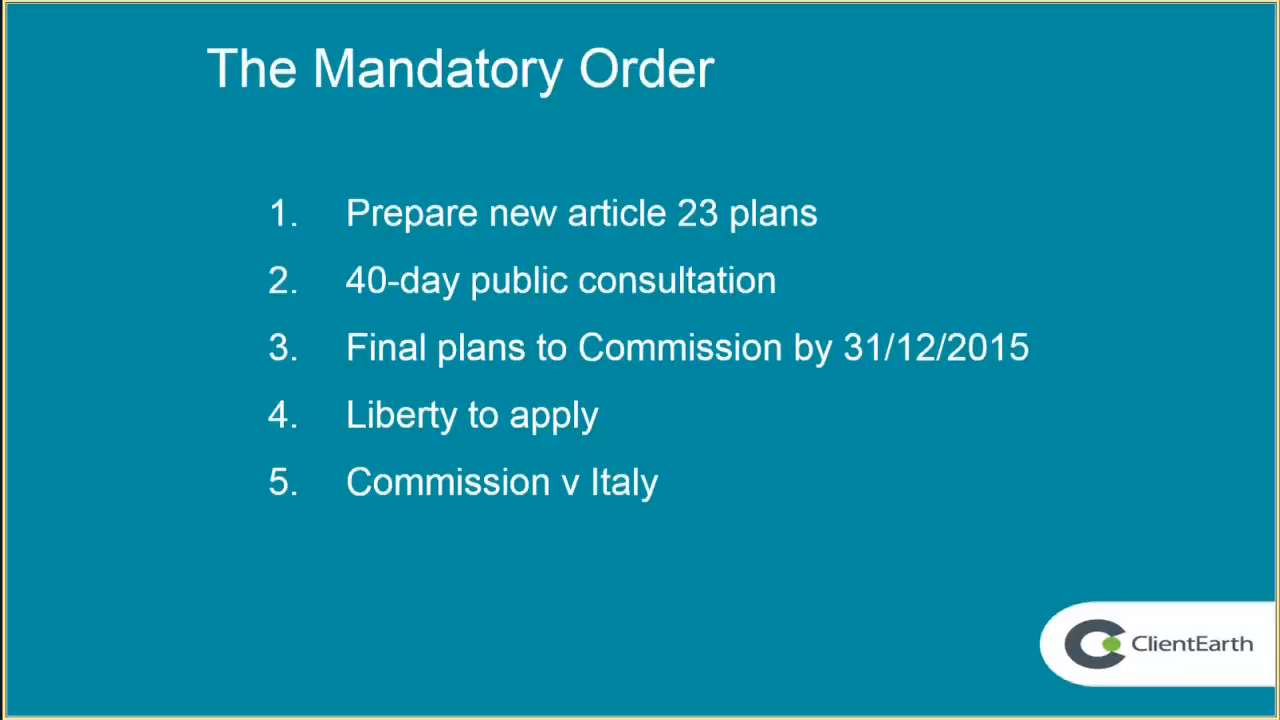 The Mandatory Order
1. Prepare new article 23 plans
2. 40-day public consultation
3. Final plans to Commission by 31/12/2015
4. Liberty to apply
5. Commission v Italy
ClientEarth